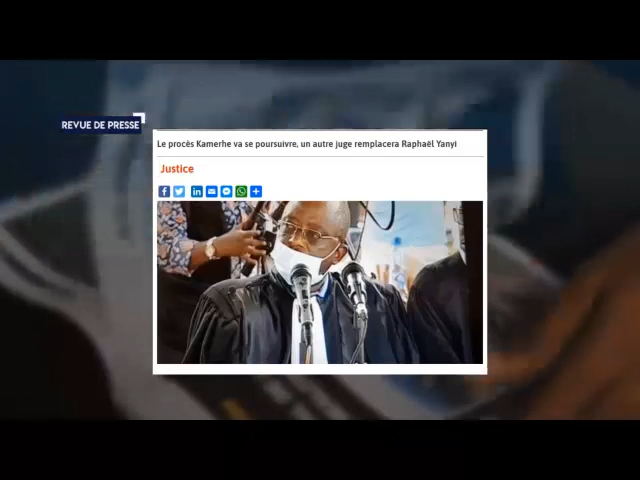 REVUE DE PRESSE
Le procès Kamerhe va se poursuivre, un autre juge remplacera Raphaël Yanyi
Justice